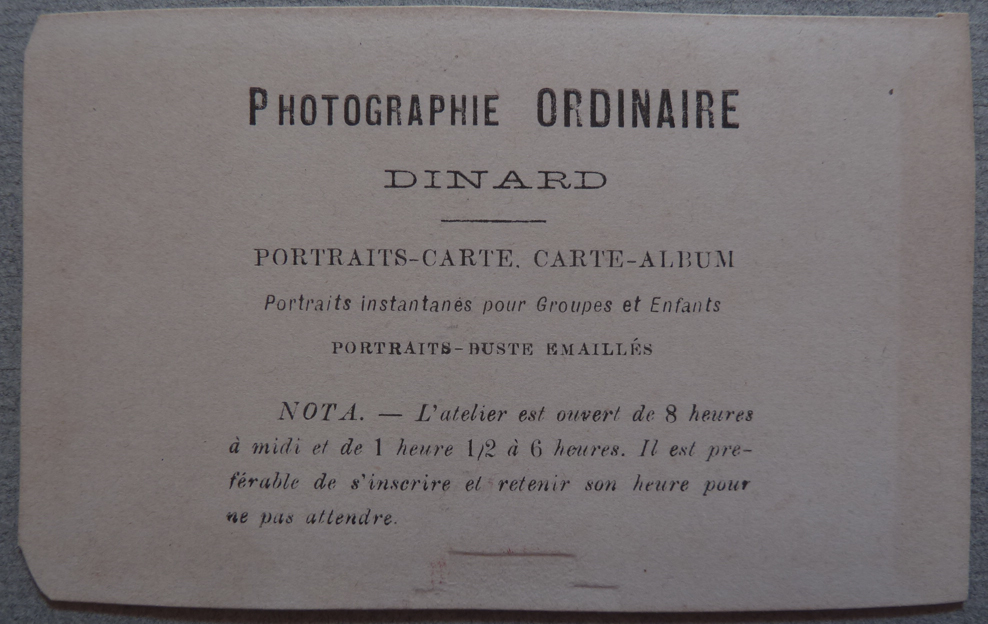 PHOTOGRAPHIE ORDINAIRE
DINARD
PORTRAITS-CARTE. CARTE-ALBUM
Portraits instantanés pour Groupes et Enfants
PORTRAITS-BUSTE EMAILLÉS
NOTA. — L'atelier est ouvert de 8 heures
à midi et de 1 heure 1/2 à 6 heures. Il est pre-
férable de s'inscrire et retenir son heure pour
ne pas attendre.